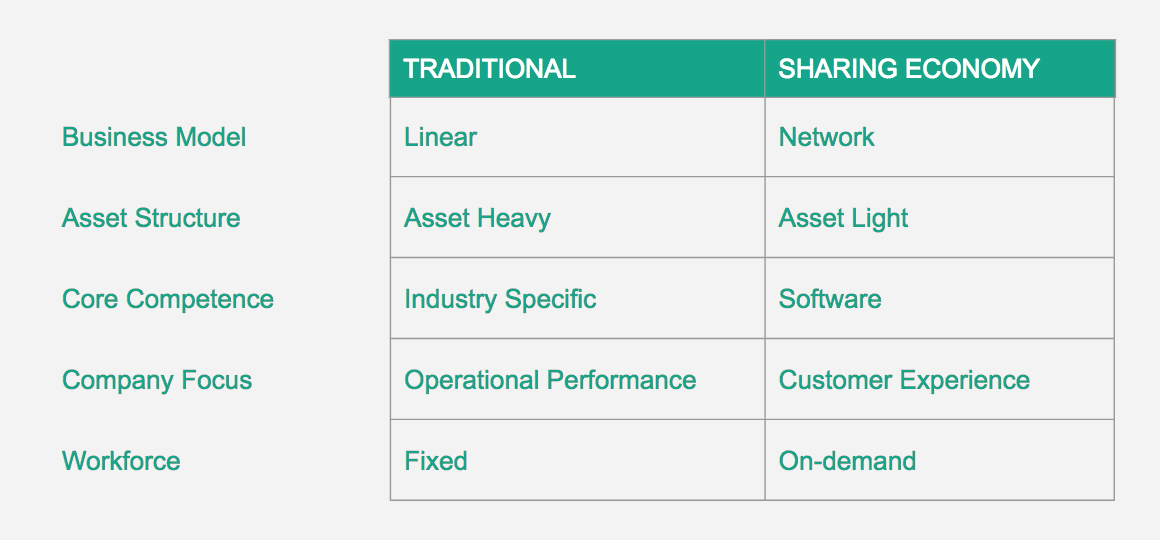 TRADITIONAL SHARING ECONOMY
Business Model Linear Network
Asset Structure Asset Heavy Asset Light
Core Competence Industry Specific Software
Company Focus Operational Performance Customer Experience
Workforce Fixed On-demand